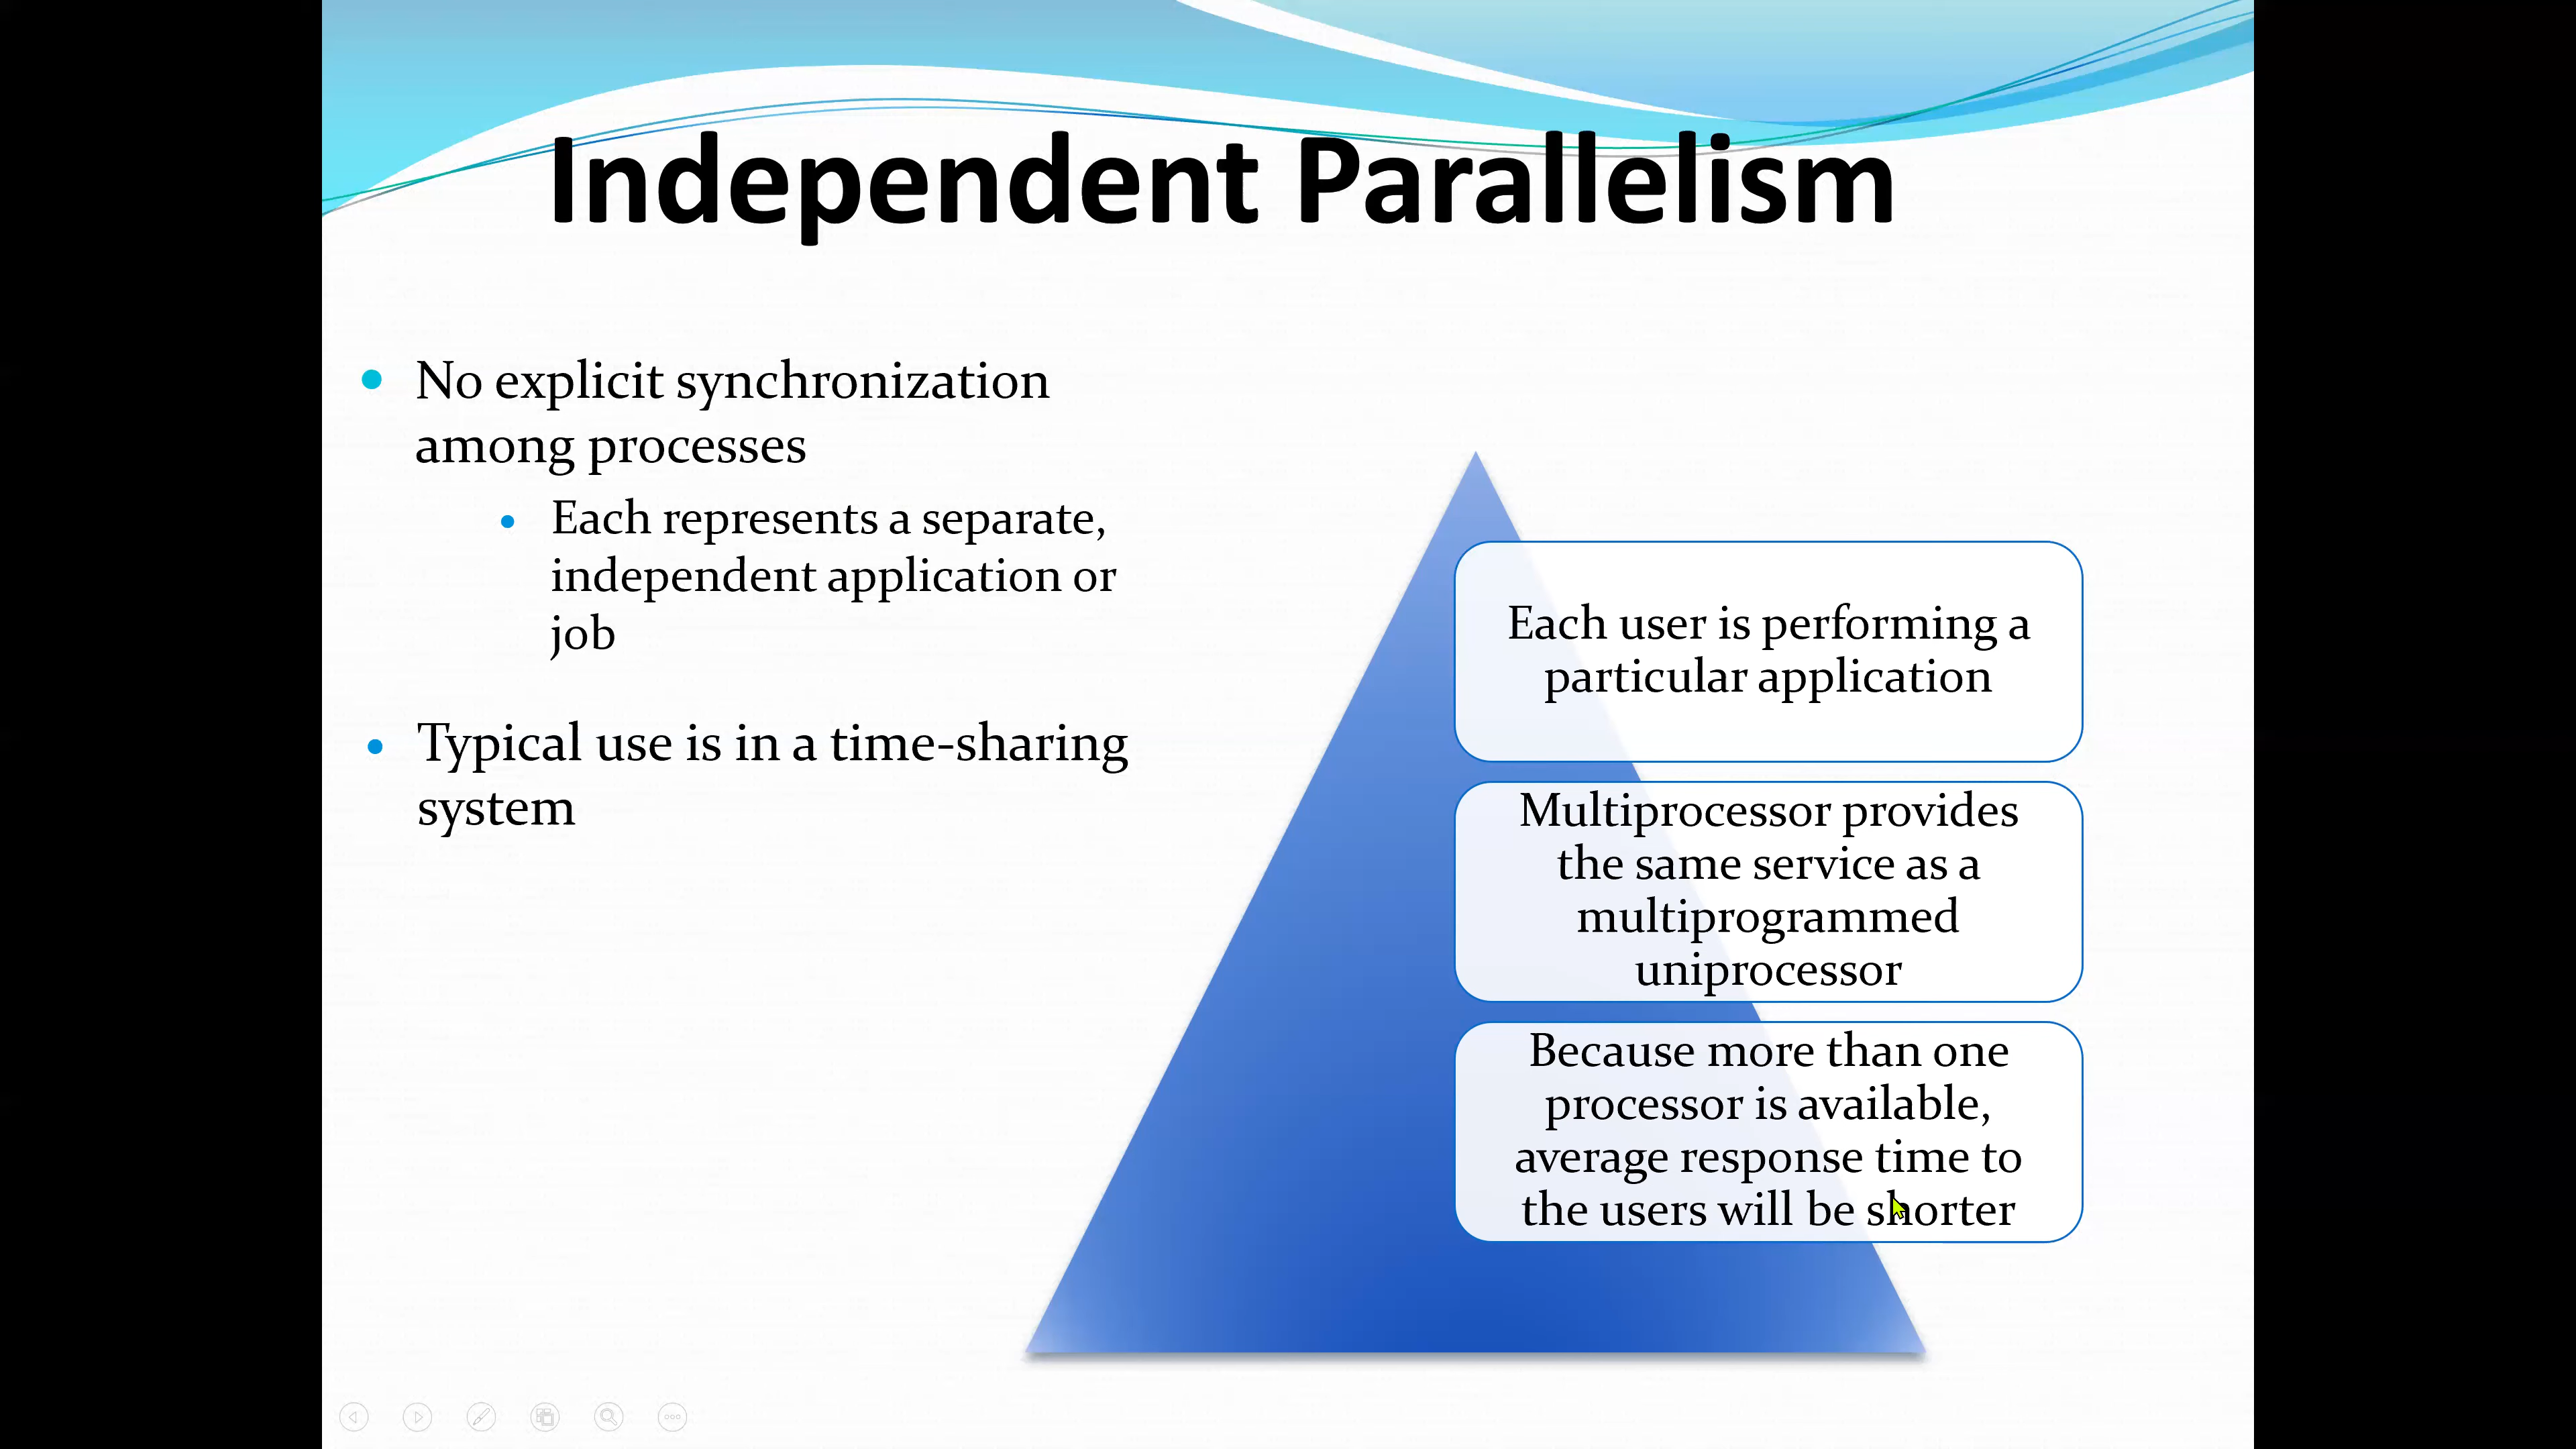 Independent Parallelism
No explicit synchronization
among processes
Each represents a separate,
independent application or
job
Typical use is in a time-sharing
system
Each user is performing a
particular application
Multiprocessor provides
the same service as a
multiprogrammed
uniprocessor
Because more than one
processor is available,
average response time to
the users will be shorter